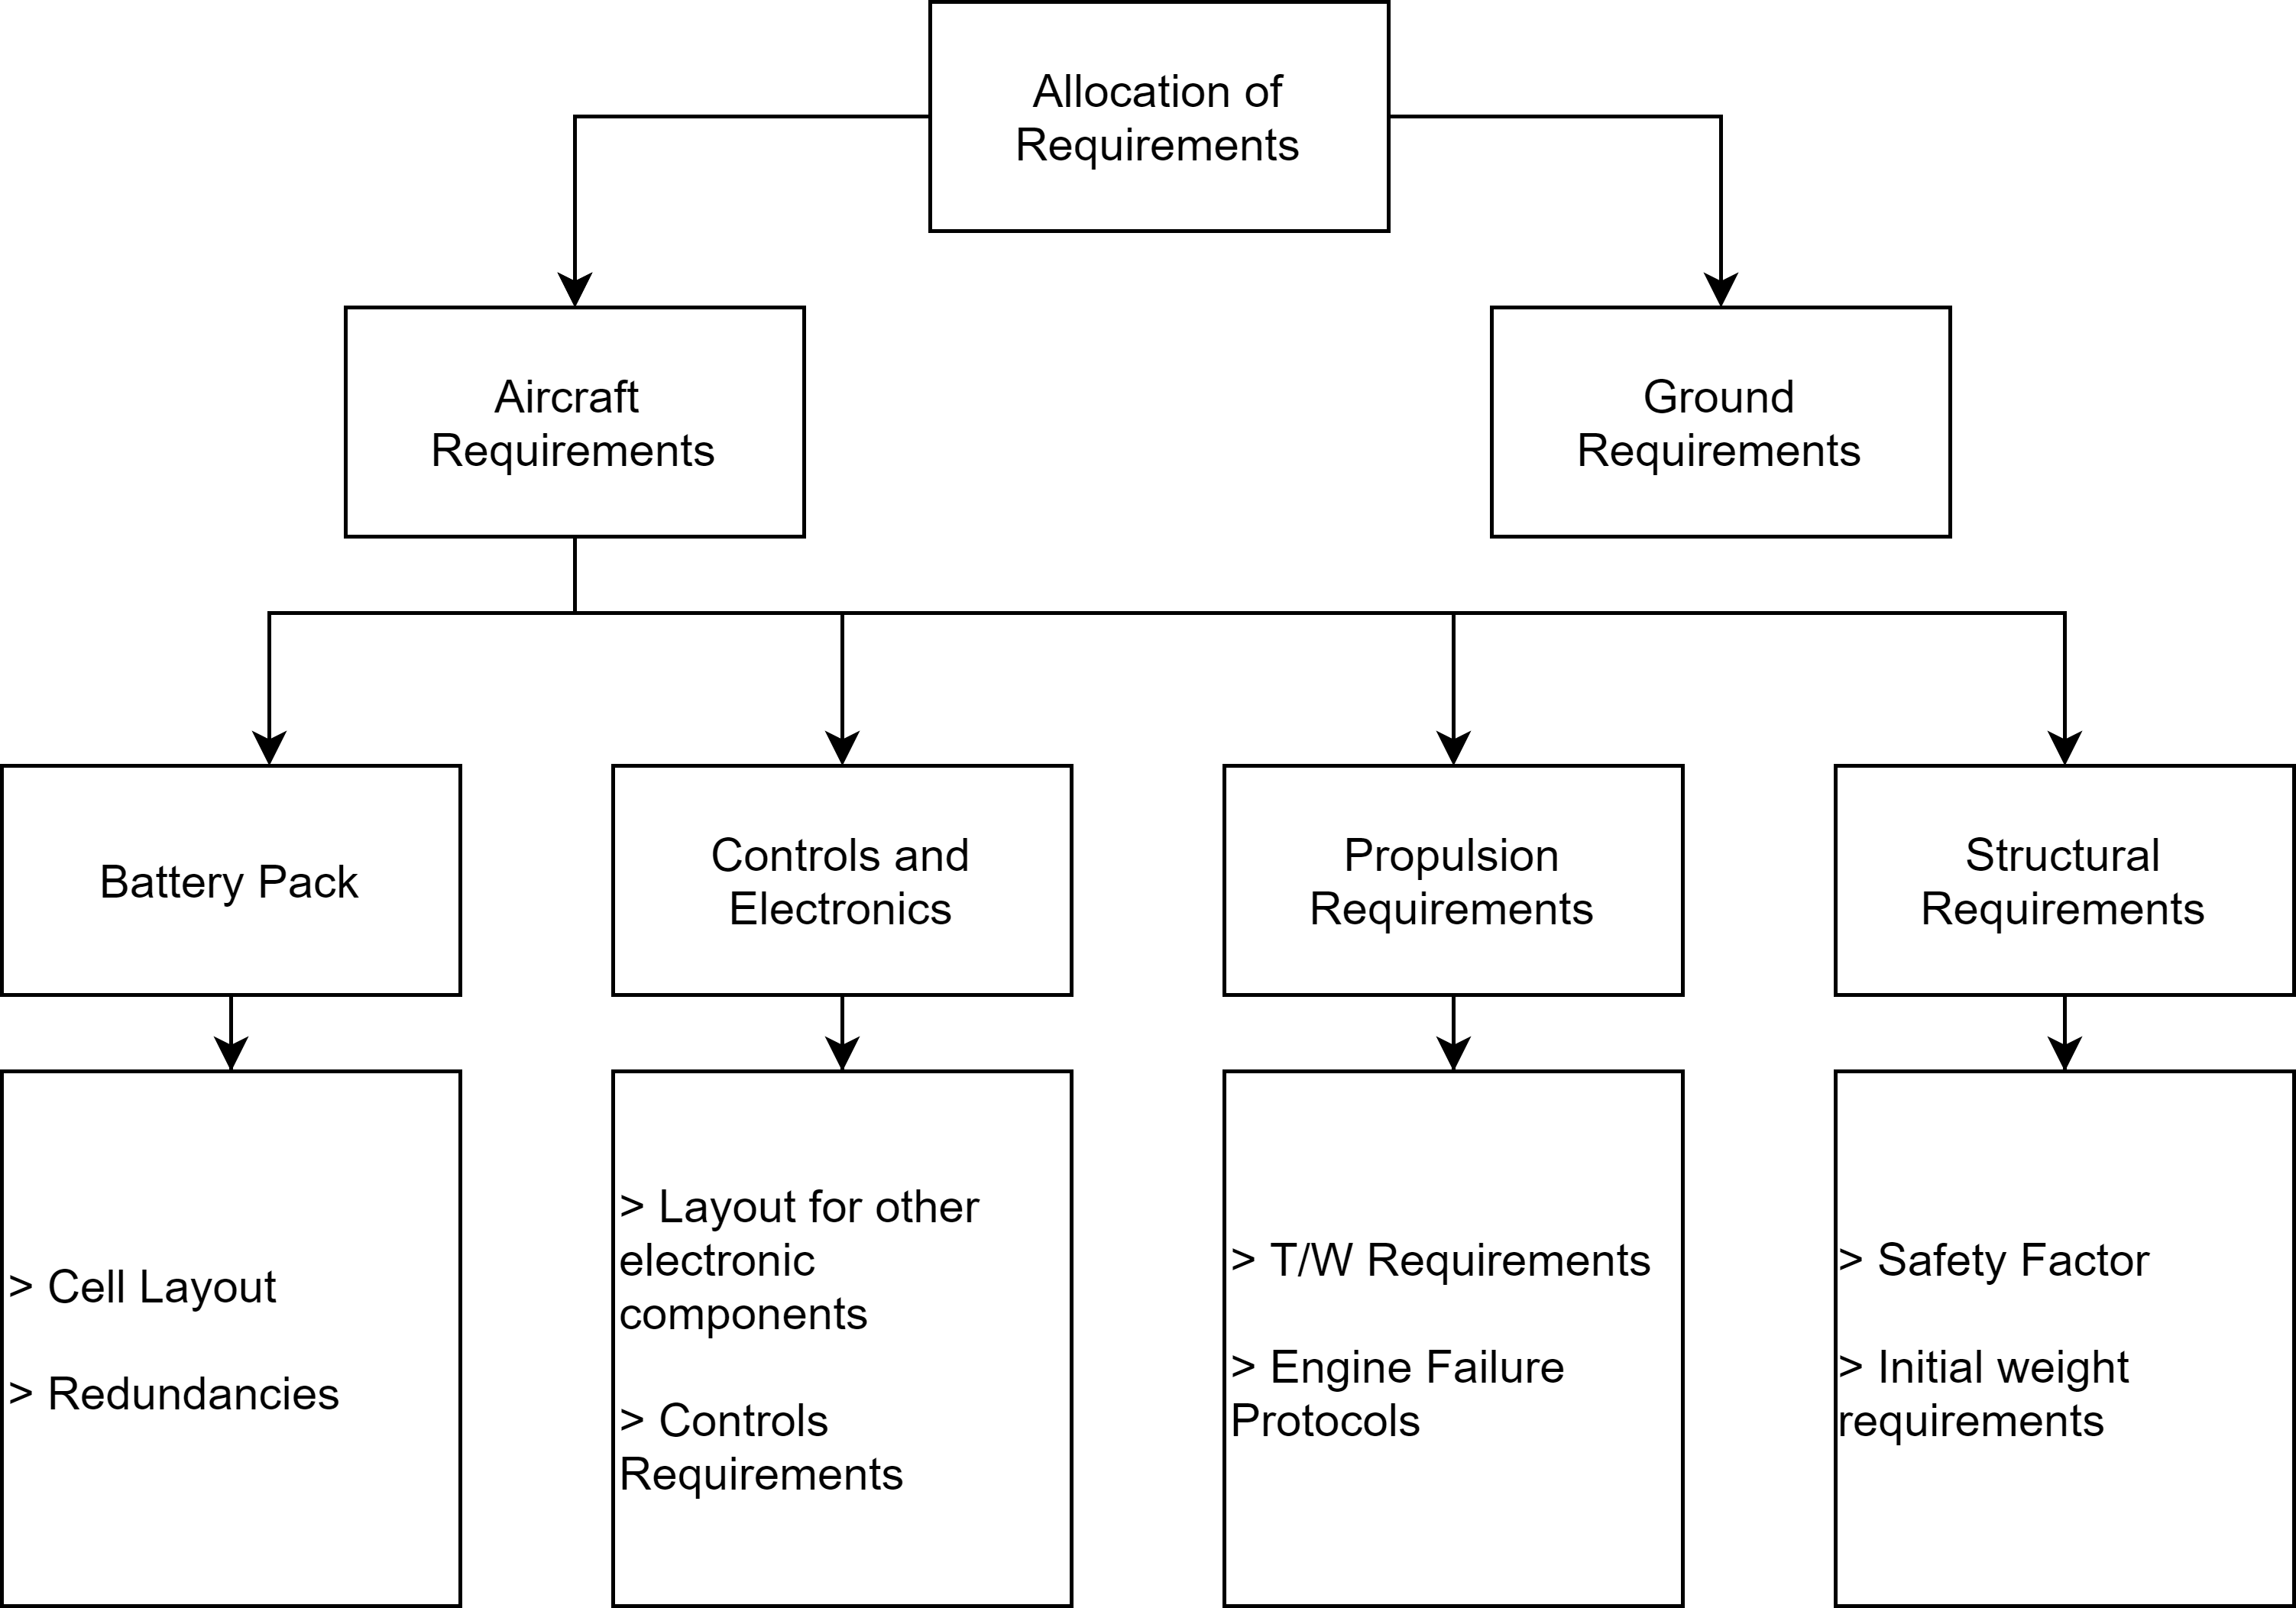 Allocation of
Requirements
Aircraft
Requirements
Ground
Requirements
Battery Pack
Controls and
Electronics
Propulsion
Requirements
Structural
Requirements
> Cell Layout
> Redundancies
> Layout for other
electronic
components
> Controls
Requirements
> T/W Requirements
> Engine Failure
Protocols
> Safety Factor
> Initial weight
requirements